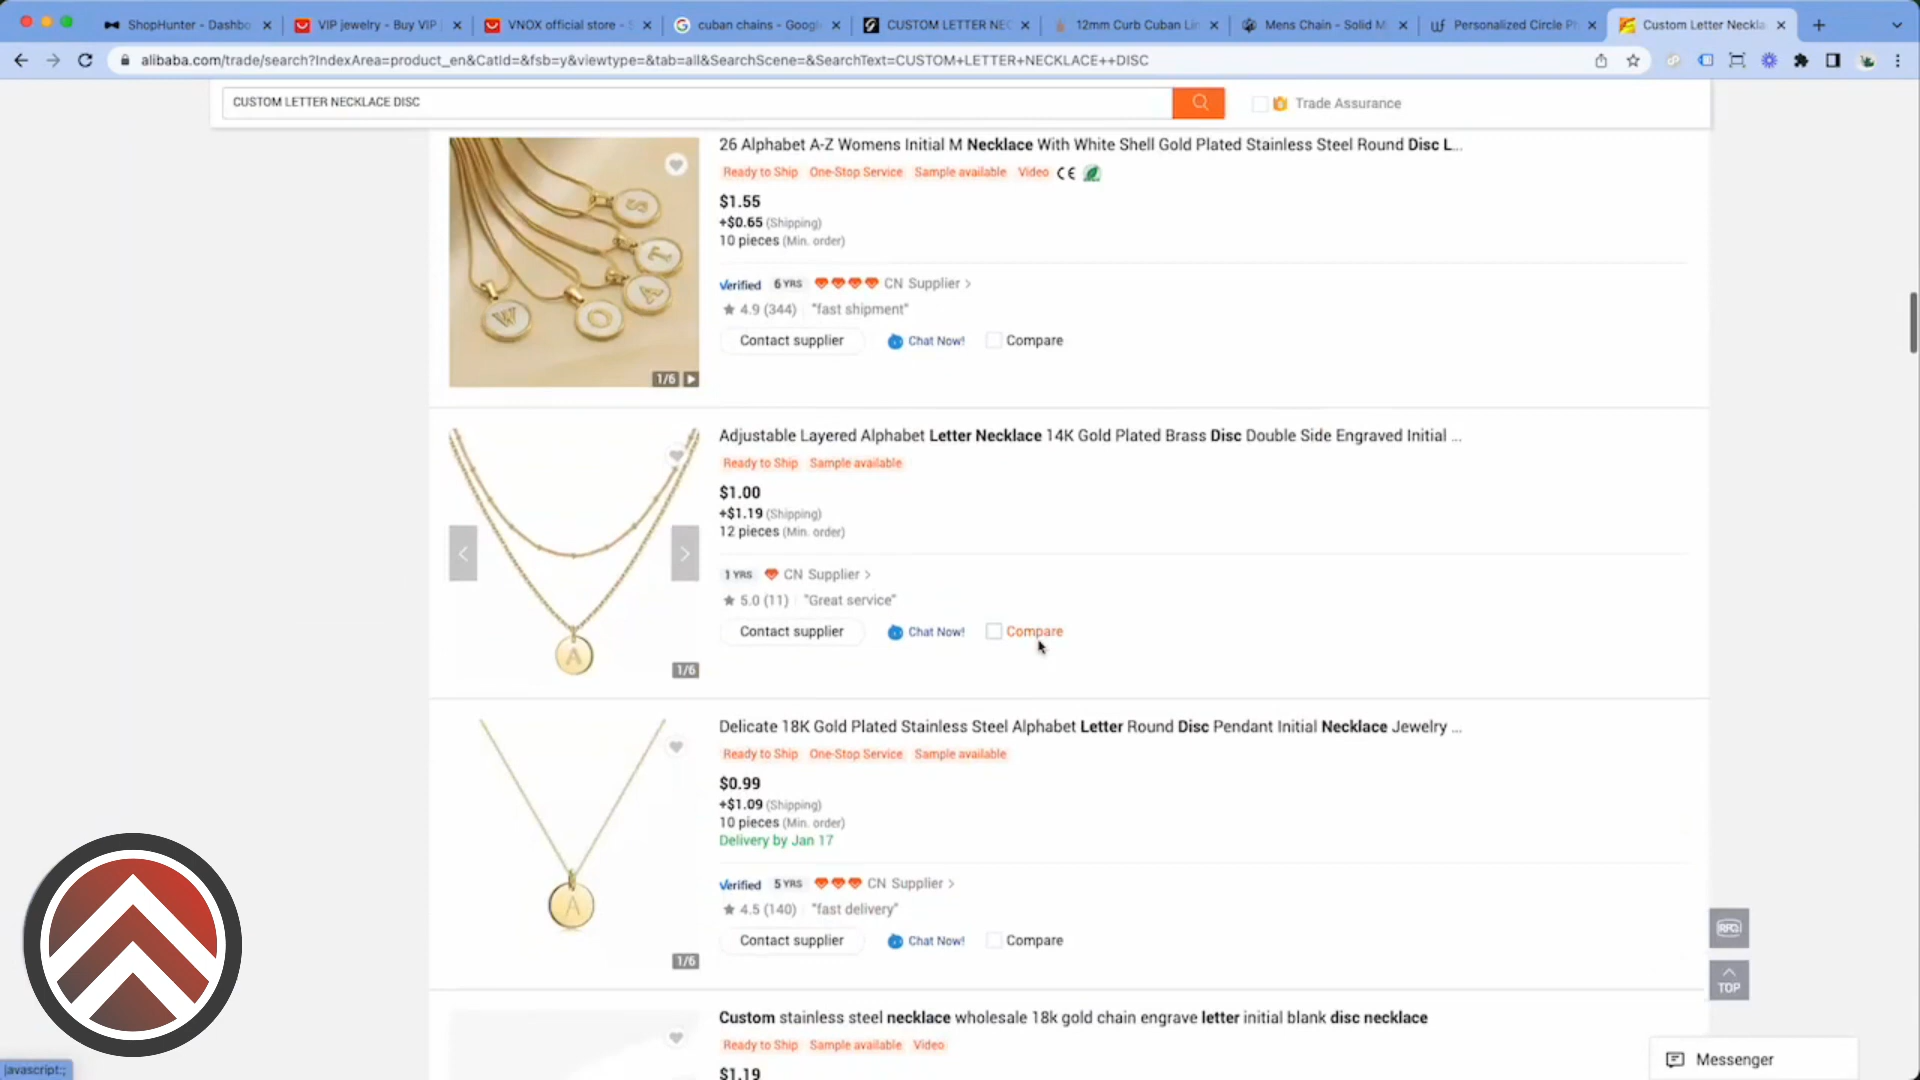 ShopHunter - Dashbo
VIP jewelry - Buy VIP
VNOX official store -
cuban chains - Googl
CUSTOM LETTER NEC
12mm Curb Cuban Lin
Mens Chain - Solid M
Personalized Circle P
Custom Letter Neckla
alibaba.com/trade/search?IndexArea=product_en&CatId=&fsb=y&viewtype=&tab=all&SearchScene=&SearchText=CUSTOM+LETTER+NECKLACE++DISC
CUSTOM LETTER NECKLACE DISC
Trade Assurance
26 Alphabet A-Z Womens Initial M Necklace With White Shell Gold Plated Stainless Steel Round Disc L...
Ready to Ship One-Stop Service Sample available Video CE
$1.55
+$0.65 (Shipping)
10 pieces (Min. order)
Verified 6 YRS CN Supplier >
4.9 (344) "fast shipment"
Contact supplier Chat Now! Compare
S
T
A
W
O
1/6
Adjustable Layered Alphabet Letter Necklace 14K Gold Plated Brass Disc Double Side Engraved Initial ...
Ready to Ship Sample available
$1.00
+$1.19 (Shipping)
12 pieces (Min. order)
1 YRS CN Supplier >
5.0 (11) "Great service"
Contact supplier Chat Now! Compare
A
1/6
Delicate 18K Gold Plated Stainless Steel Alphabet Letter Round Disc Pendant Initial Necklace Jewelry ...
Ready to Ship One-Stop Service Sample available
$0.99
+$1.09 (Shipping)
10 pieces (Min. order)
Delivery by Jan 17
Verified 5 YRS CN Supplier >
4.5 (140) "fast delivery"
Contact supplier Chat Now! Compare
A
1/6
RFQ
TOP
Custom stainless steel necklace wholesale 18k gold chain engrave letter initial blank disc necklace
Ready to Ship Sample available Video
$1.19
Messenger
javascript:;